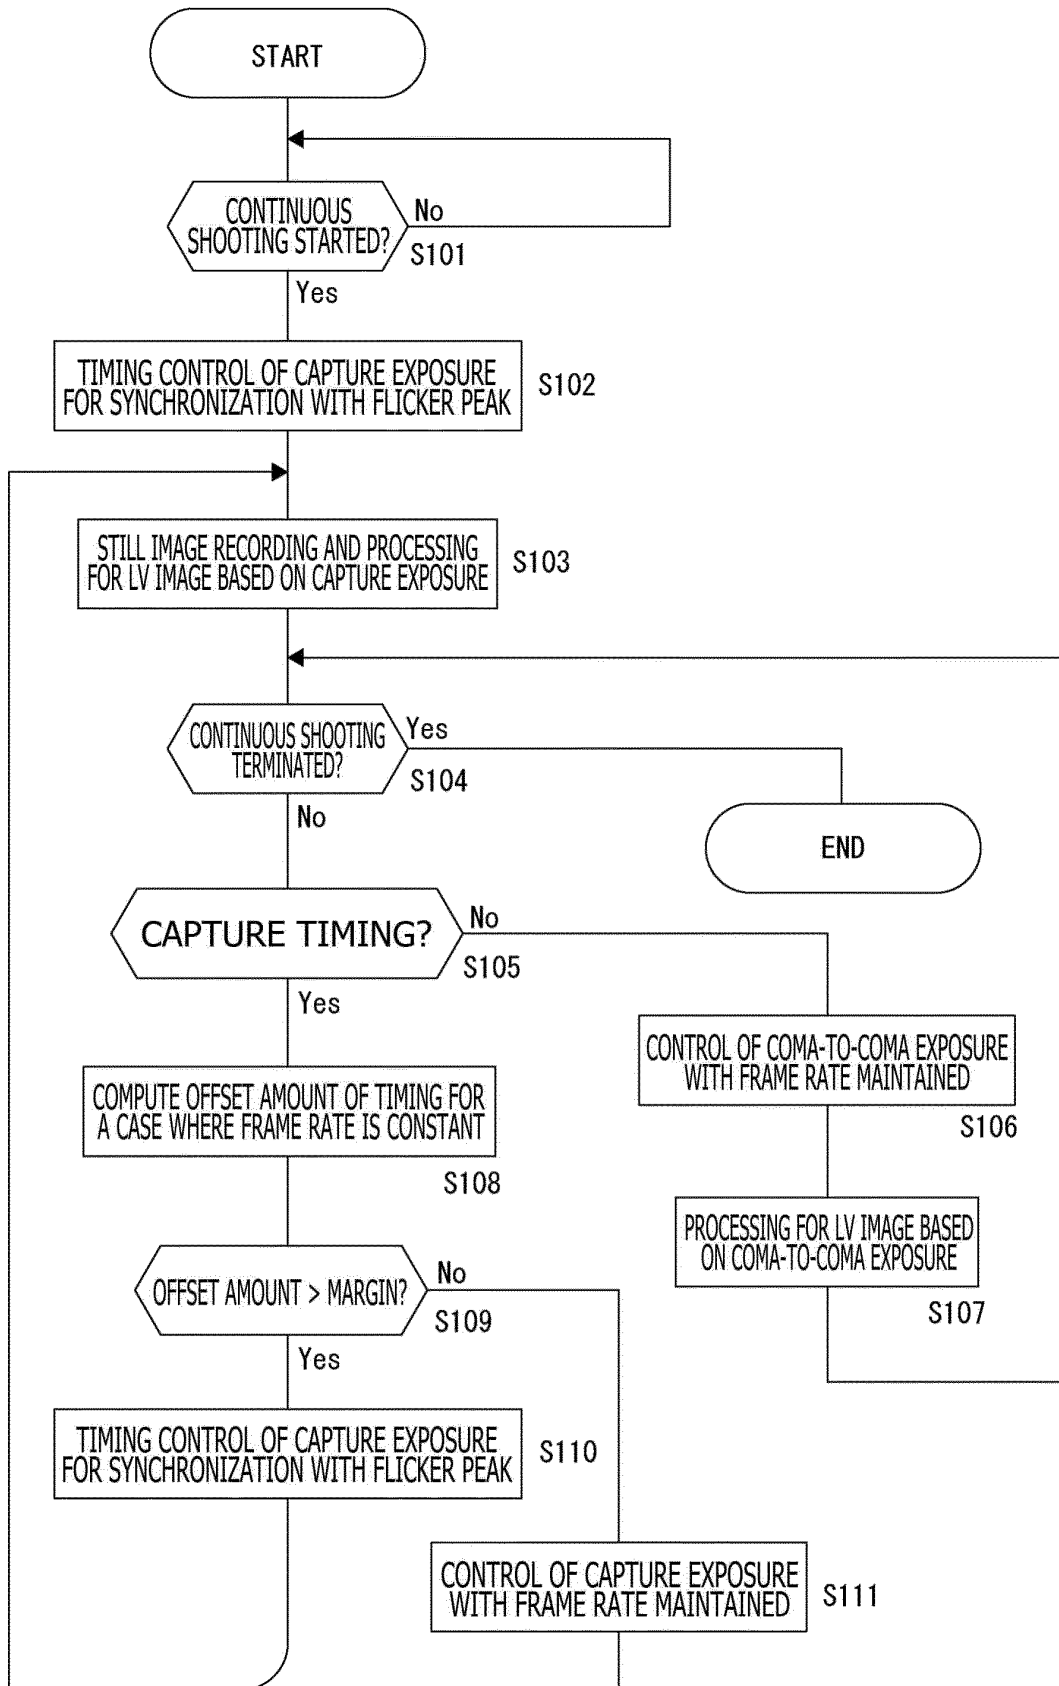 START
CONTINUOUS
SHOOTING STARTED?
No
S101
Yes
TIMING CONTROL OF CAPTURE EXPOSURE
FOR SYNCHRONIZATION WITH FLICKER PEAK
S102
STILL IMAGE RECORDING AND PROCESSING
FOR LV IMAGE BASED ON CAPTURE EXPOSURE
S103
CONTINUOUS SHOOTING
TERMINATED?
Yes
S104
No
END
CAPTURE TIMING?
No
S105
Yes
CONTROL OF COMA-TO-COMA EXPOSURE
WITH FRAME RATE MAINTAINED
S106
COMPUTE OFFSET AMOUNT OF TIMING FOR
A CASE WHERE FRAME RATE IS CONSTANT
S108
PROCESSING FOR LV IMAGE BASED
ON COMA-TO-COMA EXPOSURE
S107
OFFSET AMOUNT > MARGIN?
No
S109
Yes
TIMING CONTROL OF CAPTURE EXPOSURE
FOR SYNCHRONIZATION WITH FLICKER PEAK
S110
CONTROL OF CAPTURE EXPOSURE
WITH FRAME RATE MAINTAINED
S111